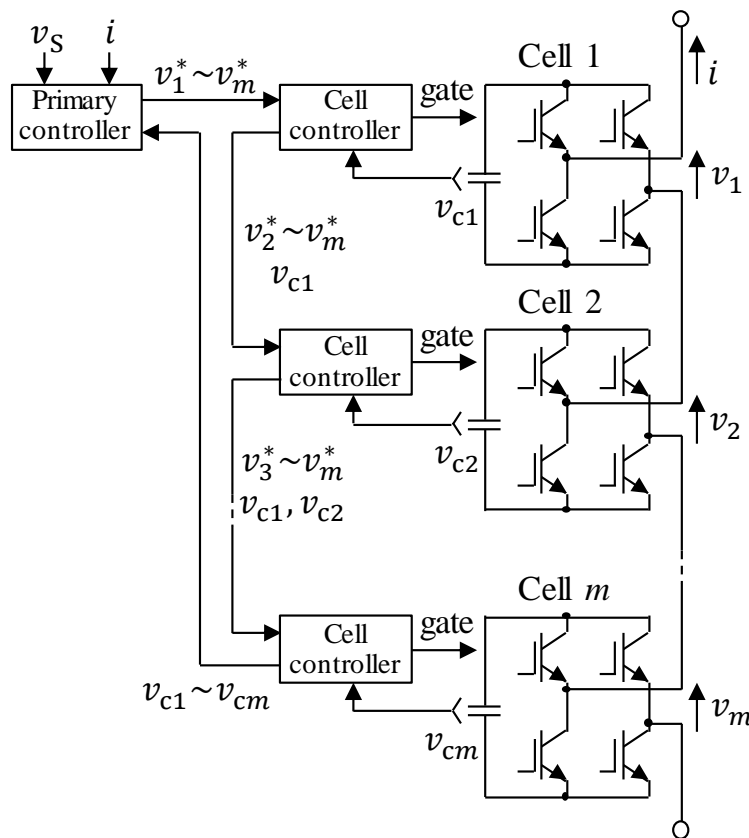 v_S i
v_1^*~v_m^*
Primary
controller
Cell
controller
gate
Cell 1
i
v_c1
v_1
v_2^*~v_m^*
v_c1
Cell
controller
gate
Cell 2
v_c2
v_2
v_3^*~v_m^*
v_c1, v_c2
Cell
controller
gate
Cell m
v_c1~v_cm
v_cm
v_m